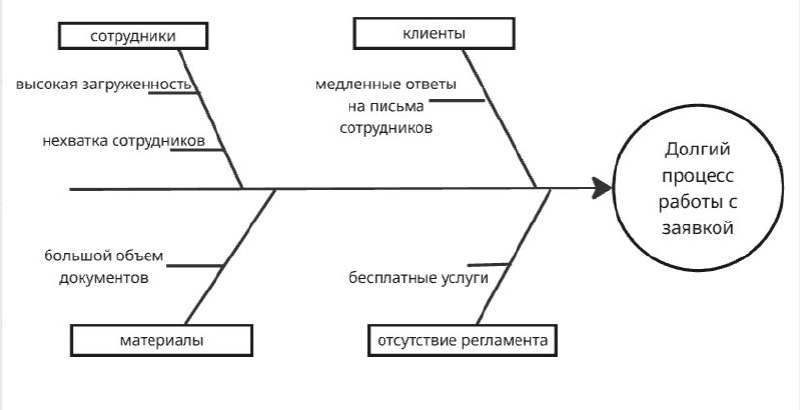 сотрудники
клиенты
высокая загруженность
нехватка сотрудников
медленные ответы
на письма
сотрудников
Долгий
процесс
работы с
заявкой
большой объем
документов
бесплатные услуги
материалы
отсутствие регламента